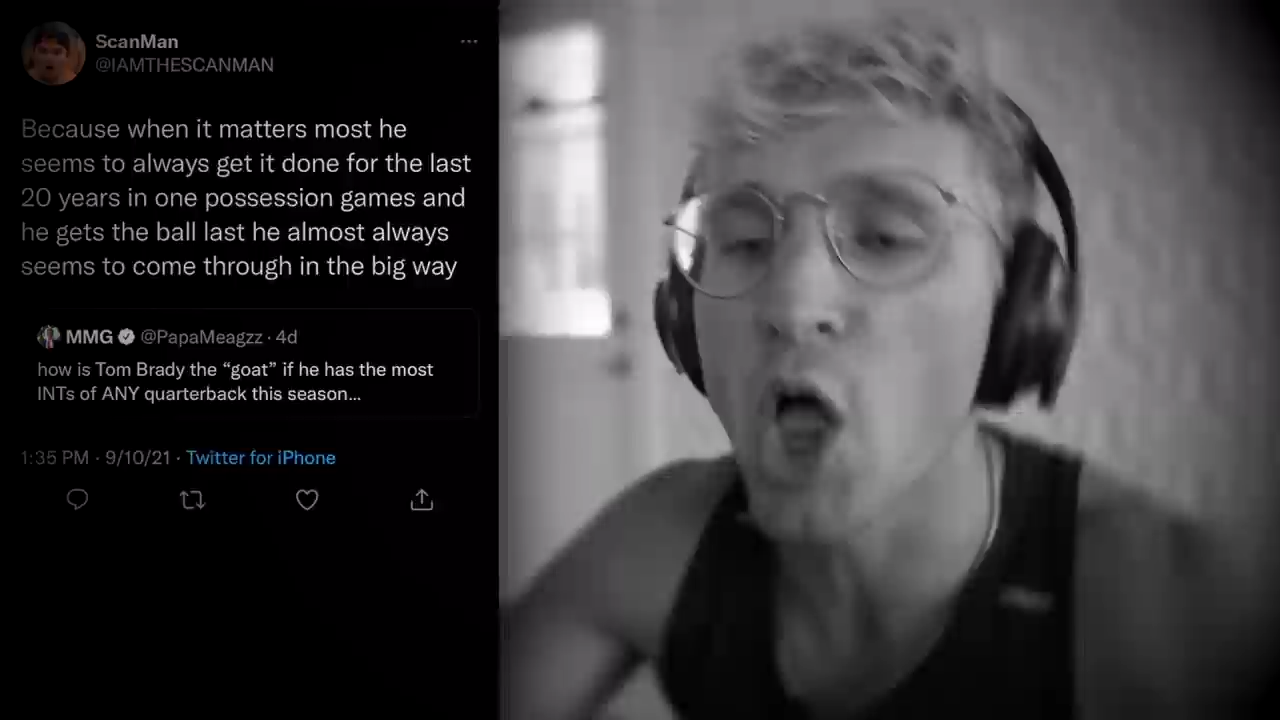 ScanMan
@IAMTHESCANMAN
Because when it matters most he
seems to always get it done for the last
20 years in one possession games and
he gets the ball last he almost always
seems to come through in the big way
MMG @PapaMeagzz · 4d
how is Tom Brady the “goat” if he has the most
INTs of ANY quarterback this season...
1:35 PM · 9/10/21 · Twitter for iPhone